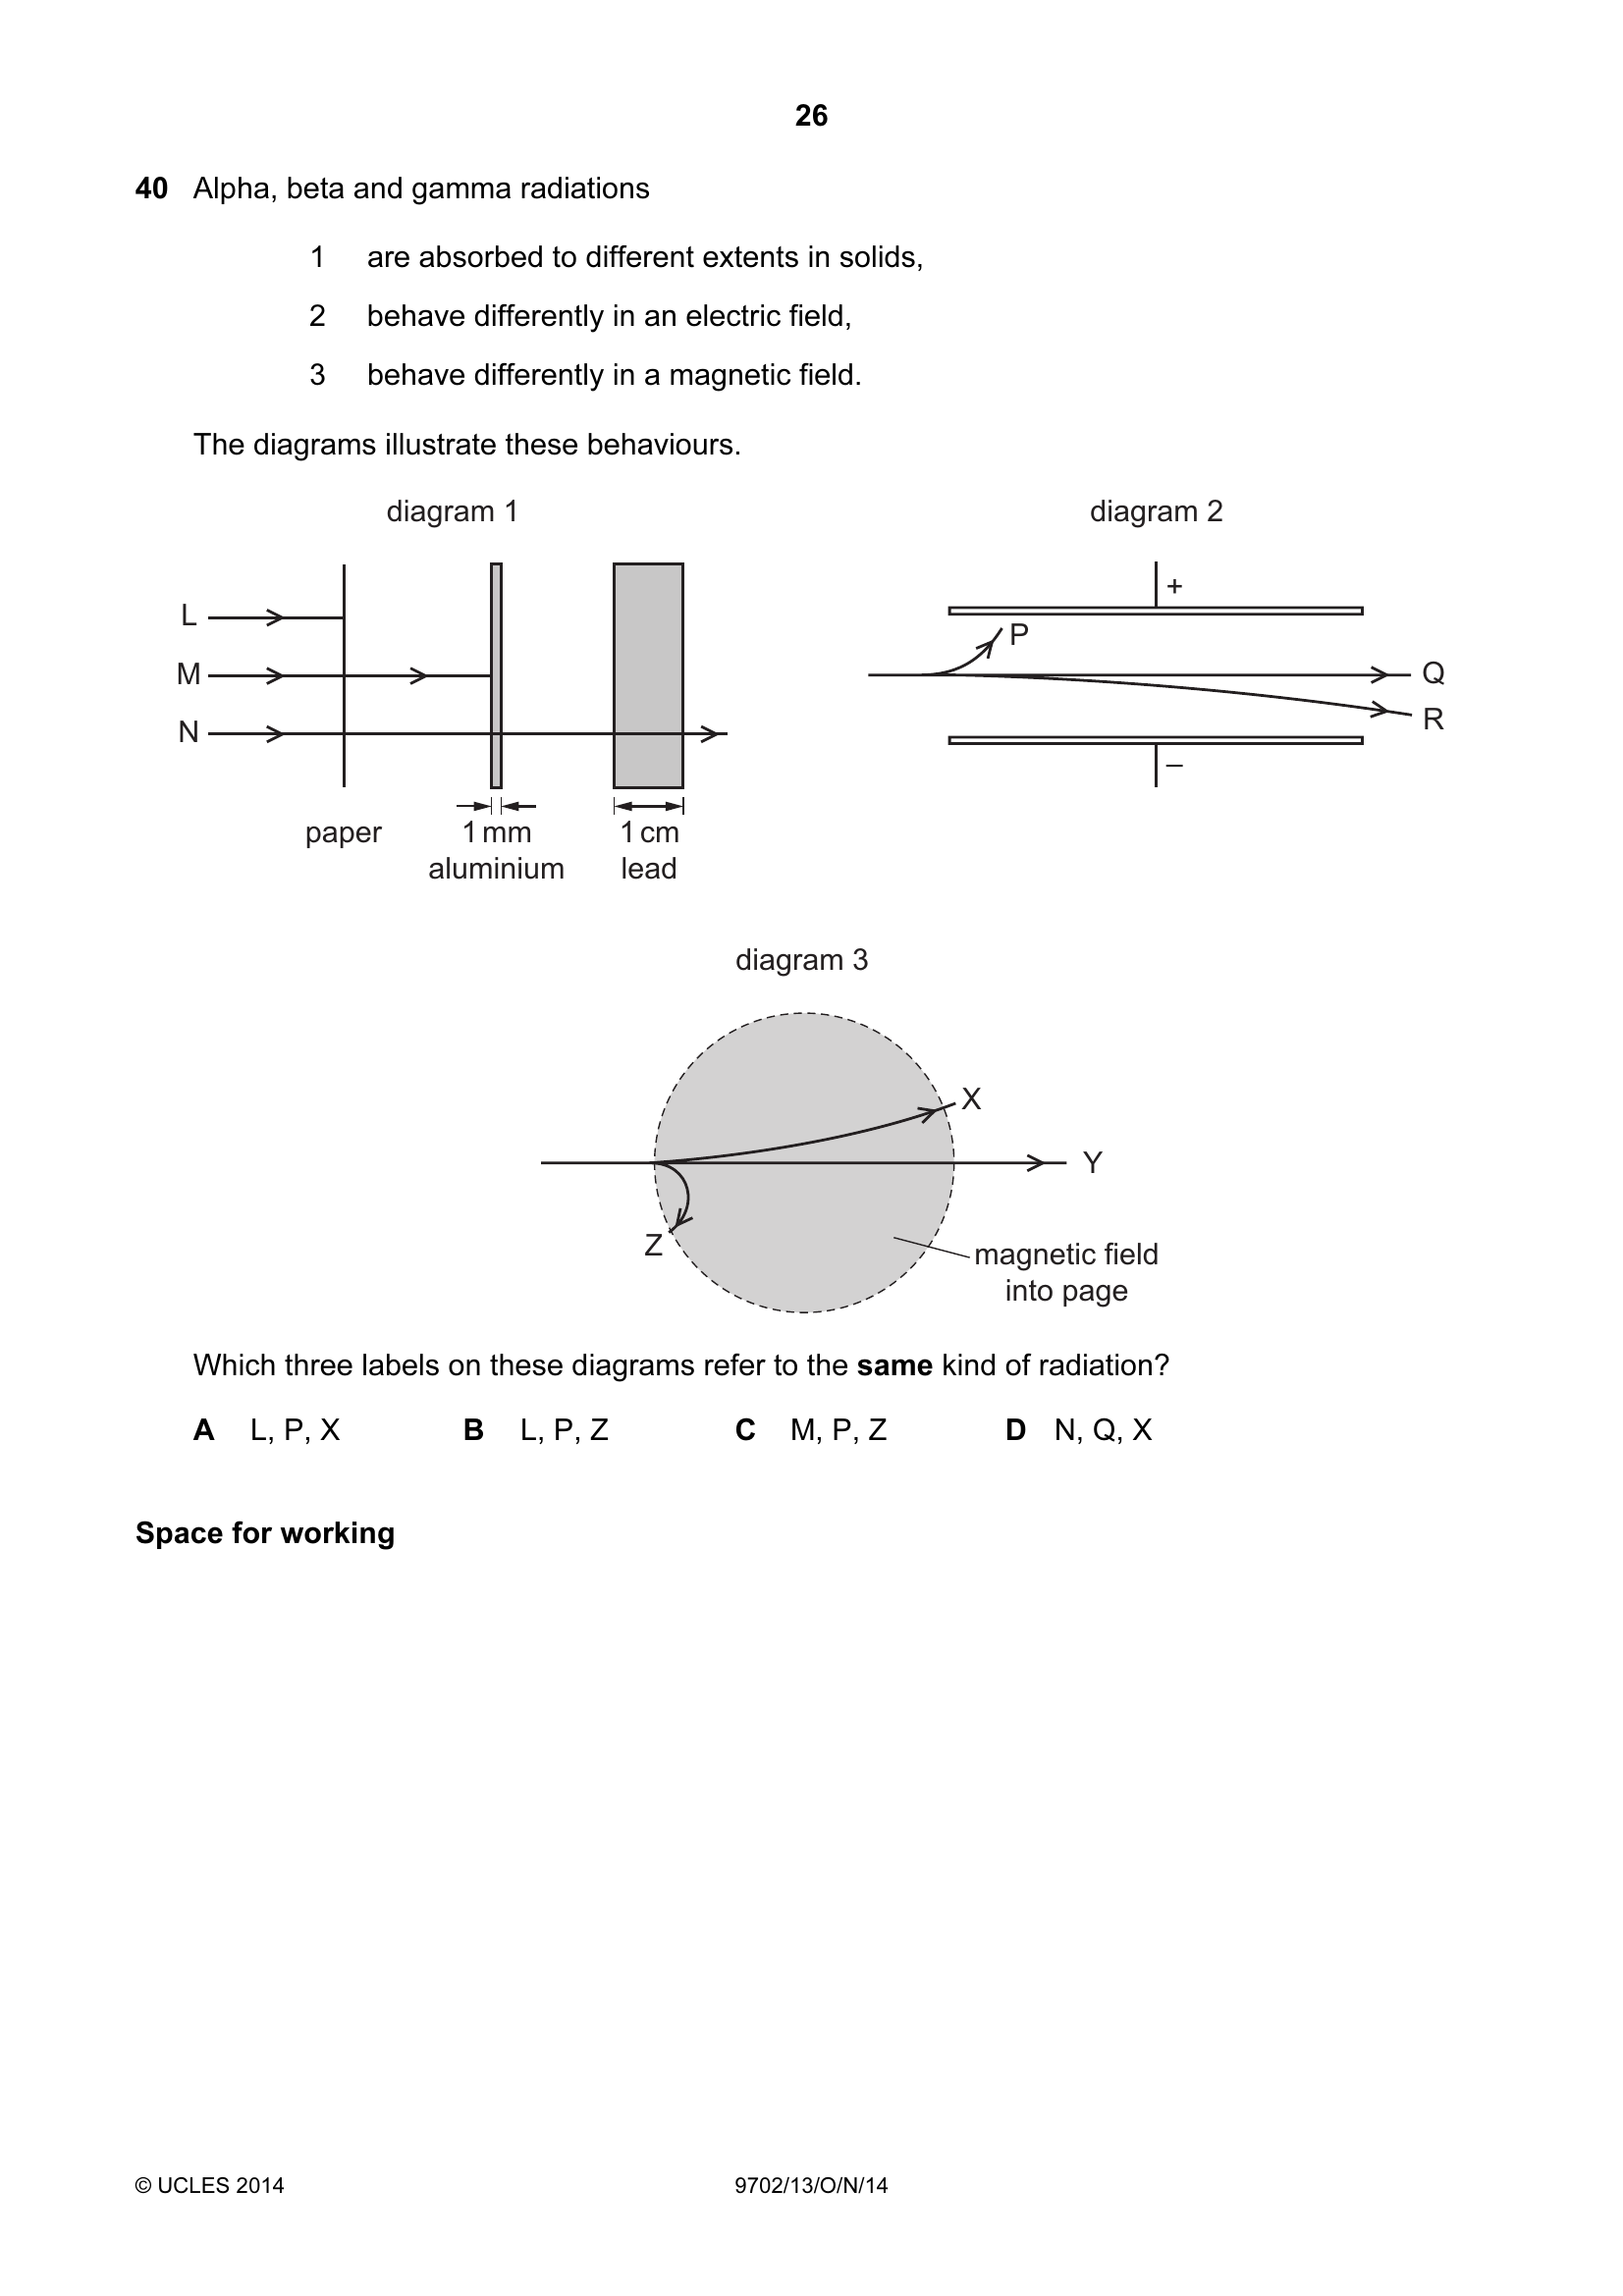 26
40 Alpha, beta and gamma radiations
1 are absorbed to different extents in solids,
2 behave differently in an electric field,
3 behave differently in a magnetic field.
The diagrams illustrate these behaviours.
diagram 1
L
M
N
paper
1 mm
aluminium
1 cm
lead
diagram 2
+
P
Q
R
–
diagram 3
X
Y
Z
magnetic field
into page
Which three labels on these diagrams refer to the same kind of radiation?
A L, P, X B L, P, Z C M, P, Z D N, Q, X
Space for working
© UCLES 2014 9702/13/O/N/14